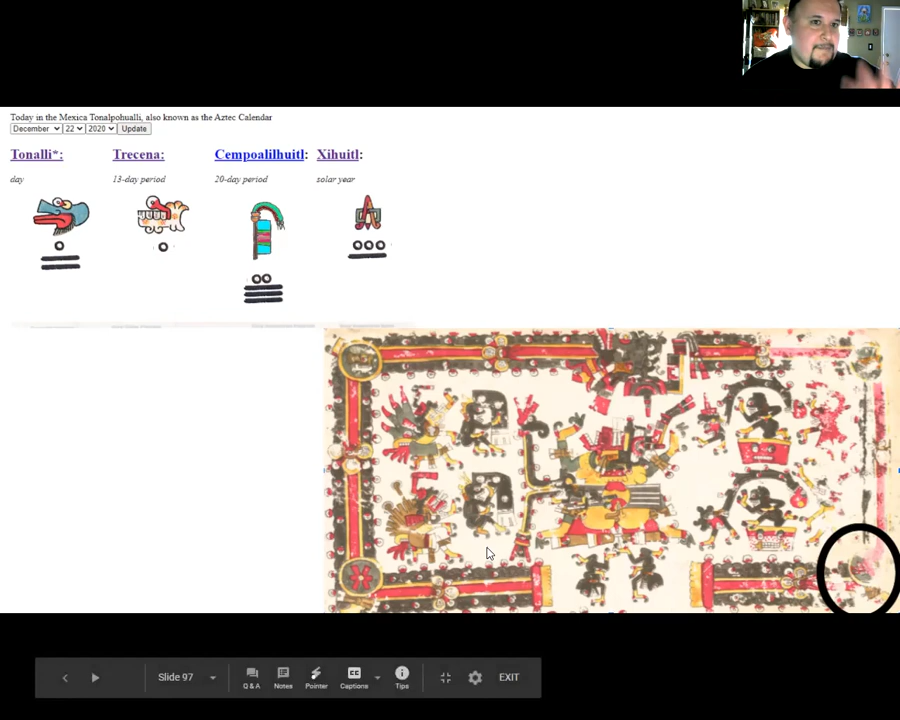 Today in the Mexica Tonalpohualli, also known as the Aztec Calendar
December 22 2020 Update
Tonalli*: Trecena: Cempoalilhuitl: Xihuitl:
day 13-day period 20-day period solar year
Slide 97
Q & A Notes Pointer Captions Tips EXIT
CC